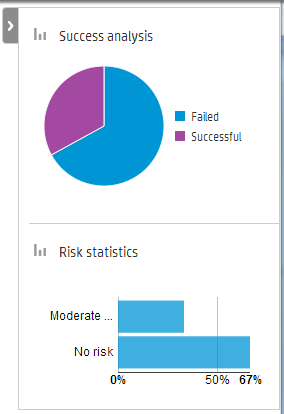 Success analysis
Failed
Successful
Risk statistics
Moderate ...
No risk
0% 50% 67%